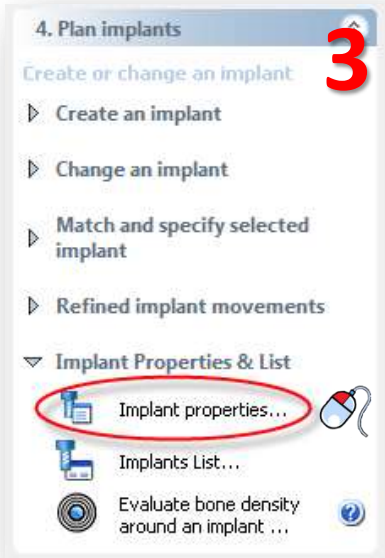 4. Plan implants
3
Create or change an implant
Create an implant
Change an implant
Match and specify selected
implant
Refined implant movements
Implant Properties & List
Implant properties...
Implants List...
Evaluate bone density
around an implant ...
?